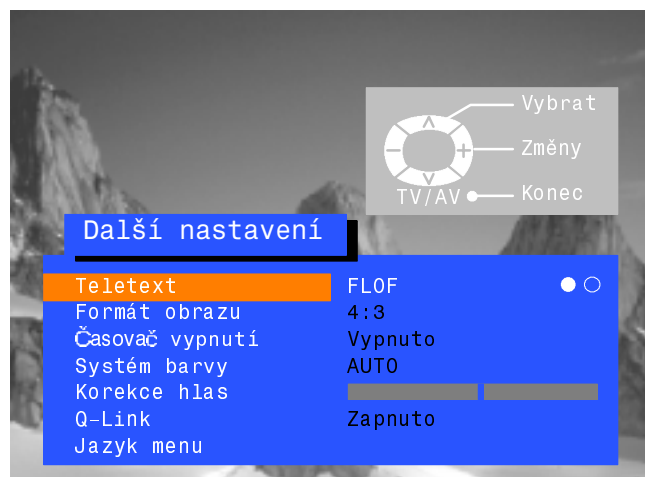 Vybrat
Změny
TV/AV Konec
Další nastavení
Teletext FLOF
Formát obrazu 4:3
Časovač vypnutí Vypnuto
Systém barvy AUTO
Korekce hlas
Q–Link Zapnuto
Jazyk menu